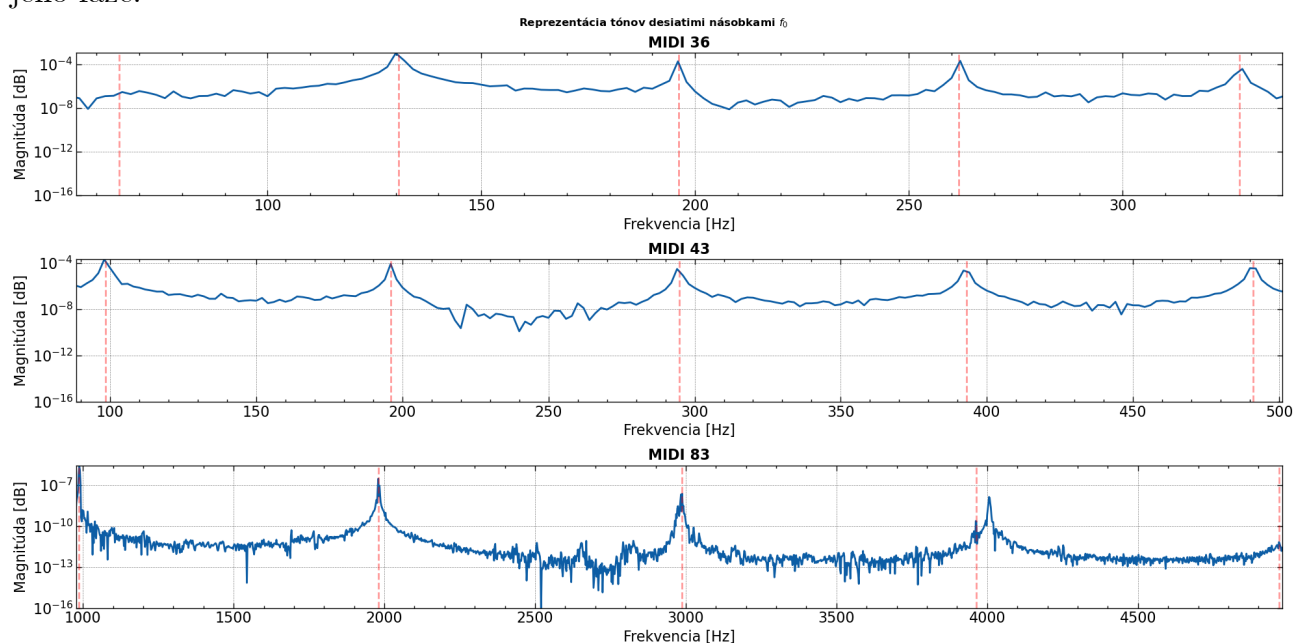 Reprezentácia tónov desiatimi násobkami f₀
MIDI 36
Magnitúda [dB]
10⁻⁴
10⁻⁸
10⁻¹²
10⁻¹⁶
100 150 200 250 300
Frekvencia [Hz]
MIDI 43
Magnitúda [dB]
10⁻⁴
10⁻⁸
10⁻¹²
10⁻¹⁶
100 150 200 250 300 350 400 450 500
Frekvencia [Hz]
MIDI 83
Magnitúda [dB]
10⁻⁷
10⁻¹⁰
10⁻¹³
10⁻¹⁶
1000 1500 2000 2500 3000 3500 4000 4500
Frekvencia [Hz]